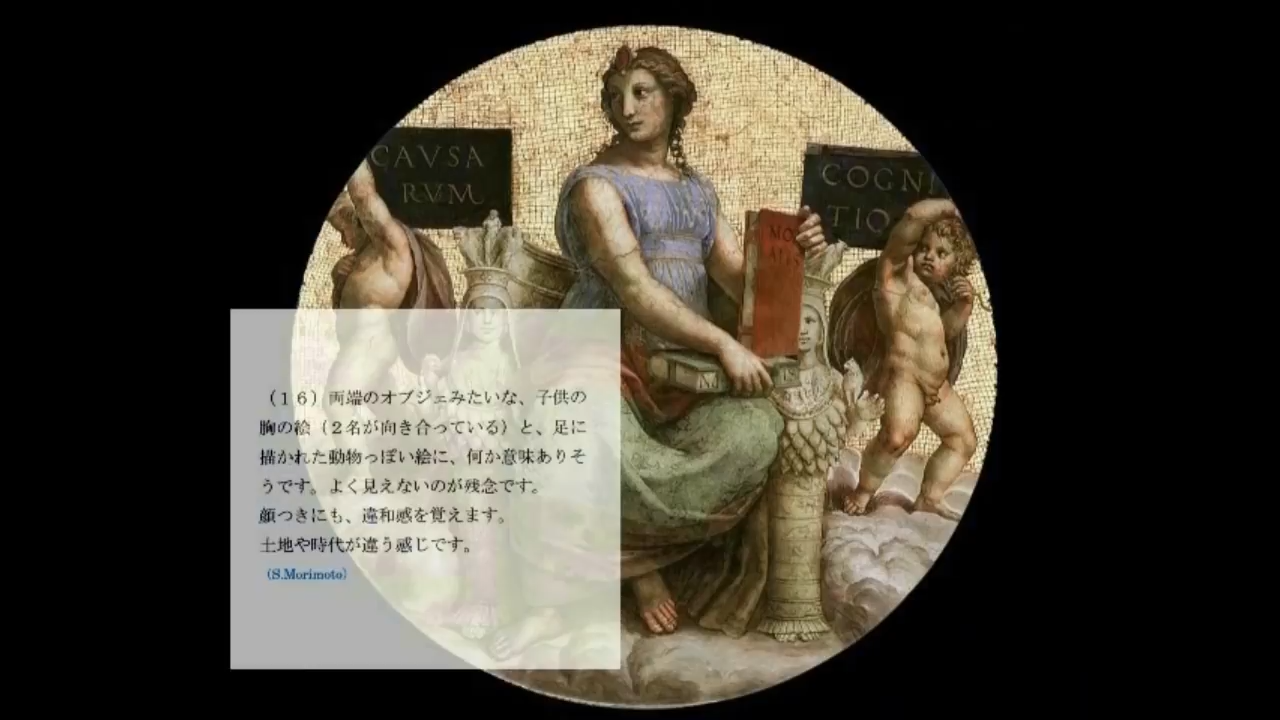 CAVSA
RVM
COGNI
TIO
MO
（１６）両端のオブジェみたいな、子供の
胸の絵（２名が向き合っている）と、足に
描かれた動物っぽい絵に、何か意味ありそ
うです。よく見えないのが残念です。
顔つきにも、違和感を覚えます。
土地や時代が違う感じです。
（S.Morimoto）